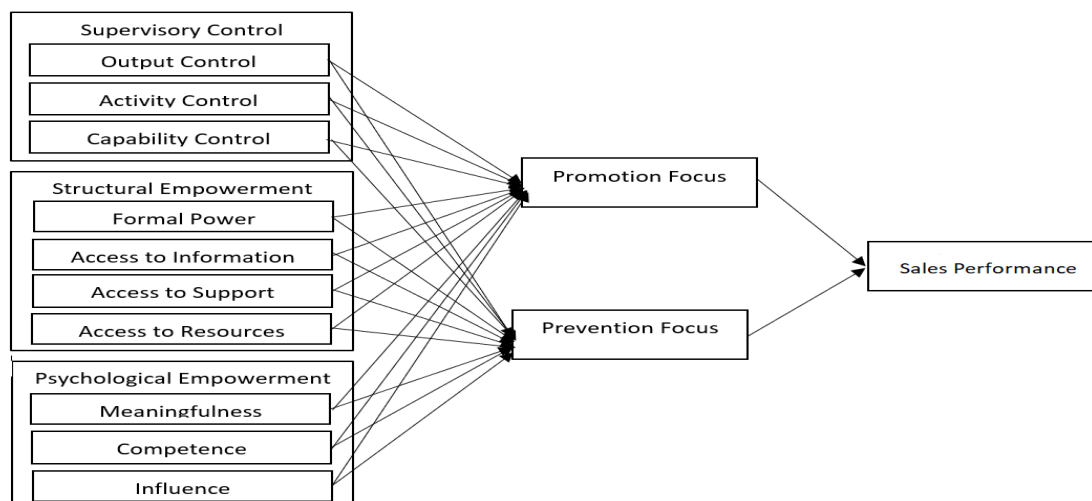 Supervisory Control
Output Control
Activity Control
Capability Control
Structural Empowerment
Formal Power
Access to Information
Access to Support
Access to Resources
Psychological Empowerment
Meaningfulness
Competence
Influence
Promotion Focus
Prevention Focus
Sales Performance